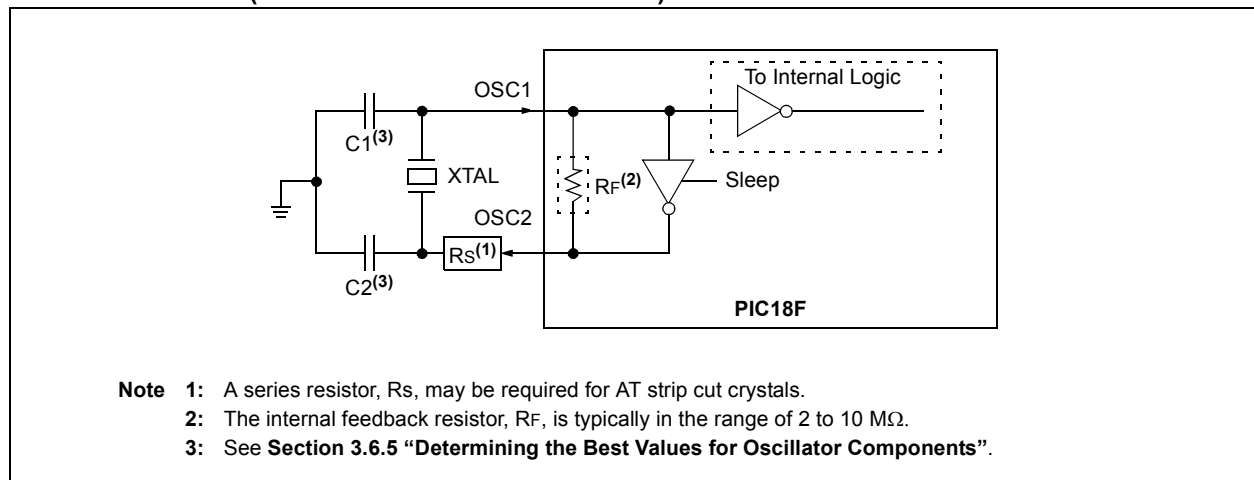 To Internal Logic
OSC1
C1(3)
XTAL
RF(2)
Sleep
OSC2
RS(1)
C2(3)
PIC18F
Note 1: A series resistor, Rs, may be required for AT strip cut crystals.
2: The internal feedback resistor, RF, is typically in the range of 2 to 10 MΩ.
3: See Section 3.6.5 “Determining the Best Values for Oscillator Components”.